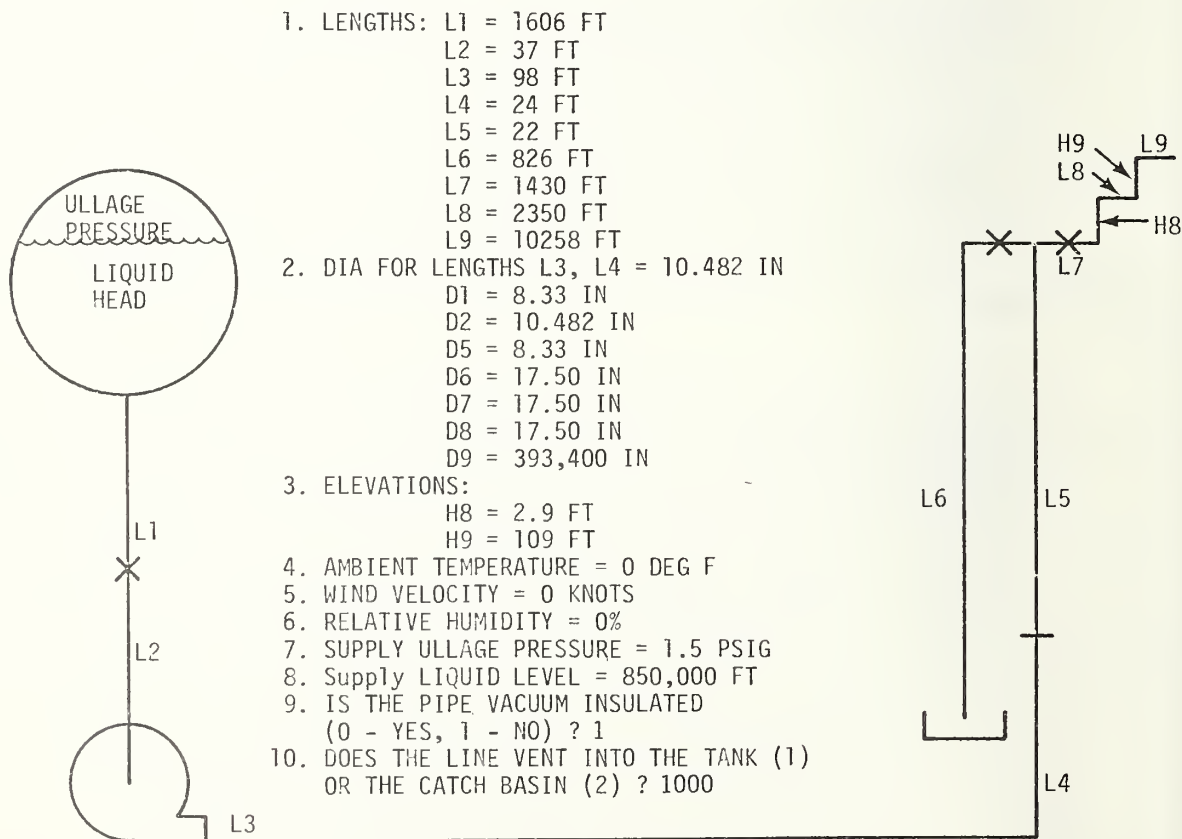 1. LENGTHS: L1 = 1606 FT
L2 = 37 FT
L3 = 98 FT
L4 = 24 FT
L5 = 22 FT
L6 = 826 FT
L7 = 1430 FT
L8 = 2350 FT
L9 = 10258 FT
2. DIA FOR LENGTHS L3, L4 = 10.482 IN
D1 = 8.33 IN
D2 = 10.482 IN
D5 = 8.33 IN
D6 = 17.50 IN
D7 = 17.50 IN
D8 = 17.50 IN
D9 = 393,400 IN
3. ELEVATIONS:
H8 = 2.9 FT
H9 = 109 FT
4. AMBIENT TEMPERATURE = 0 DEG F
5. WIND VELOCITY = 0 KNOTS
6. RELATIVE HUMIDITY = 0%
7. SUPPLY ULLAGE PRESSURE = 1.5 PSIG
8. Supply LIQUID LEVEL = 850,000 FT
9. IS THE PIPE VACUUM INSULATED
(0 - YES, 1 - NO) ? 1
10. DOES THE LINE VENT INTO THE TANK (1)
OR THE CATCH BASIN (2) ? 1000
ULLAGE
PRESSURE
LIQUID
HEAD
L1
L2
L3
H9
L9
L8
H8
L7
L6
L5
L4